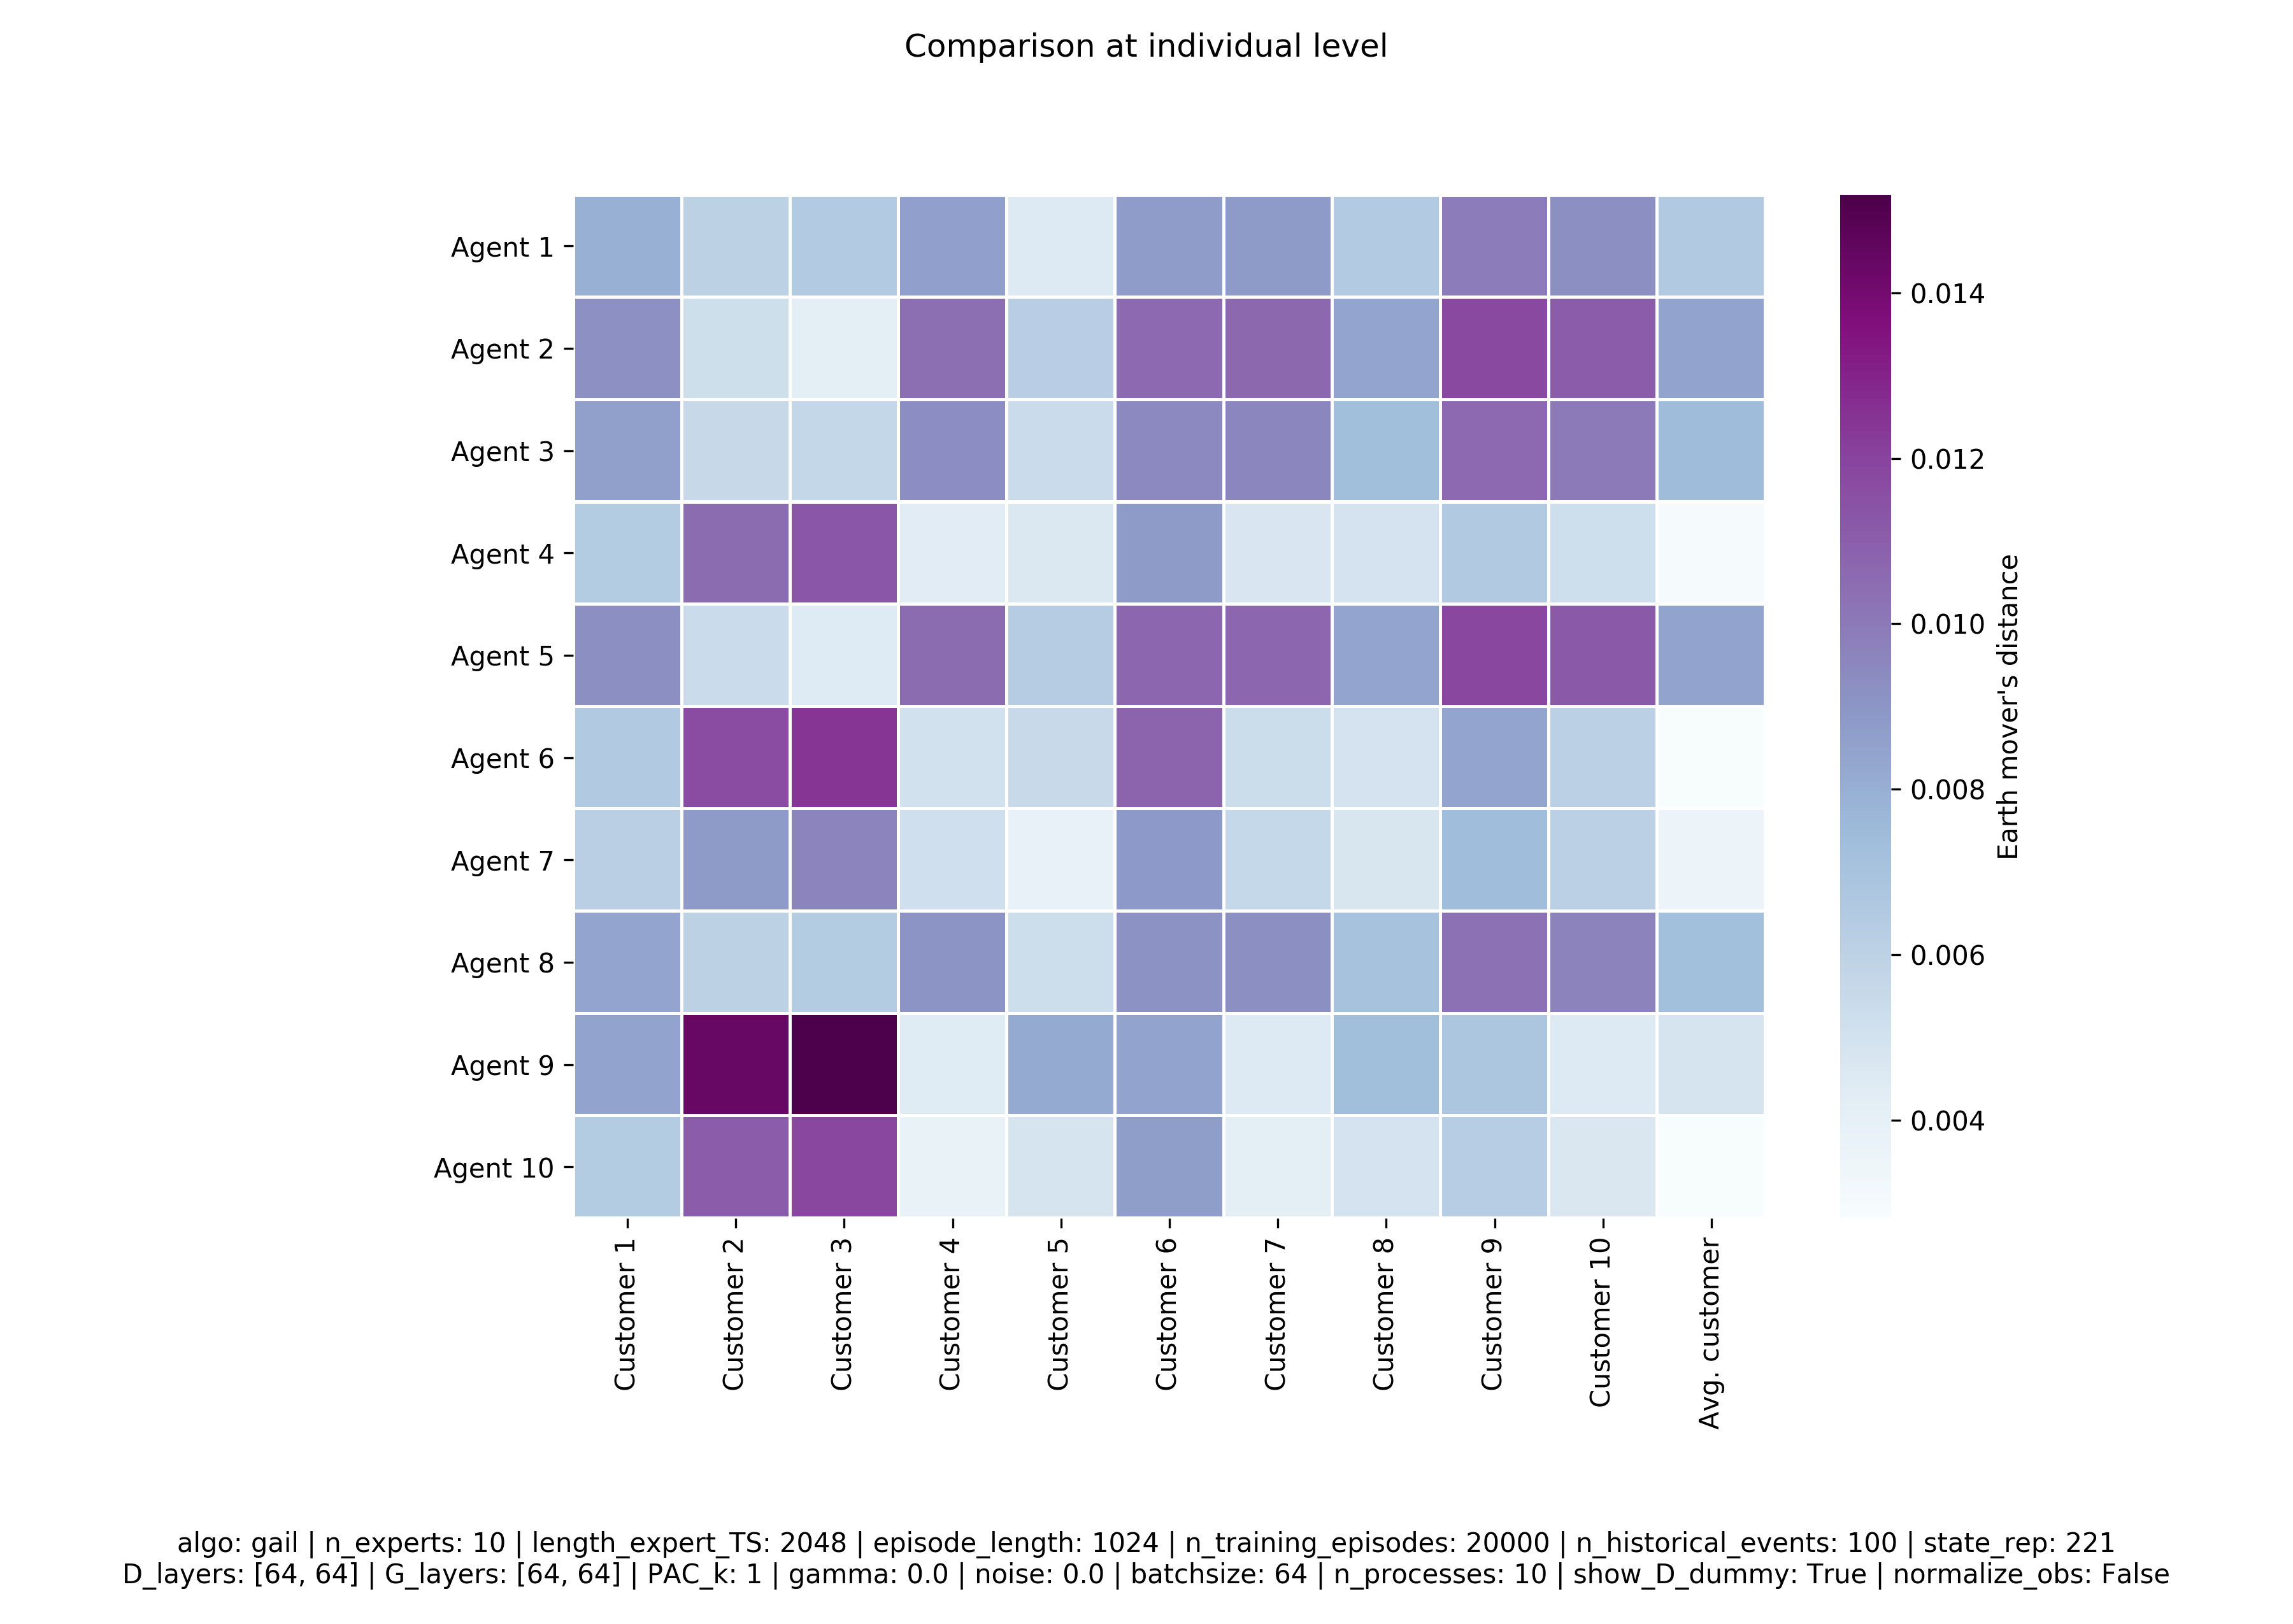 Comparison at individual level
Agent 1
Agent 2
Agent 3
Agent 4
Agent 5
Agent 6
Agent 7
Agent 8
Agent 9
Agent 10
Customer 1
Customer 2
Customer 3
Customer 4
Customer 5
Customer 6
Customer 7
Customer 8
Customer 9
Customer 10
Avg. customer
0.014
0.012
0.010
0.008
0.006
0.004
Earth mover's distance
algo: gail | n_experts: 10 | length_expert_TS: 2048 | episode_length: 1024 | n_training_episodes: 20000 | n_historical_events: 100 | state_rep: 221
D_layers: [64, 64] | G_layers: [64, 64] | PAC_k: 1 | gamma: 0.0 | noise: 0.0 | batchsize: 64 | n_processes: 10 | show_D_dummy: True | normalize_obs: False